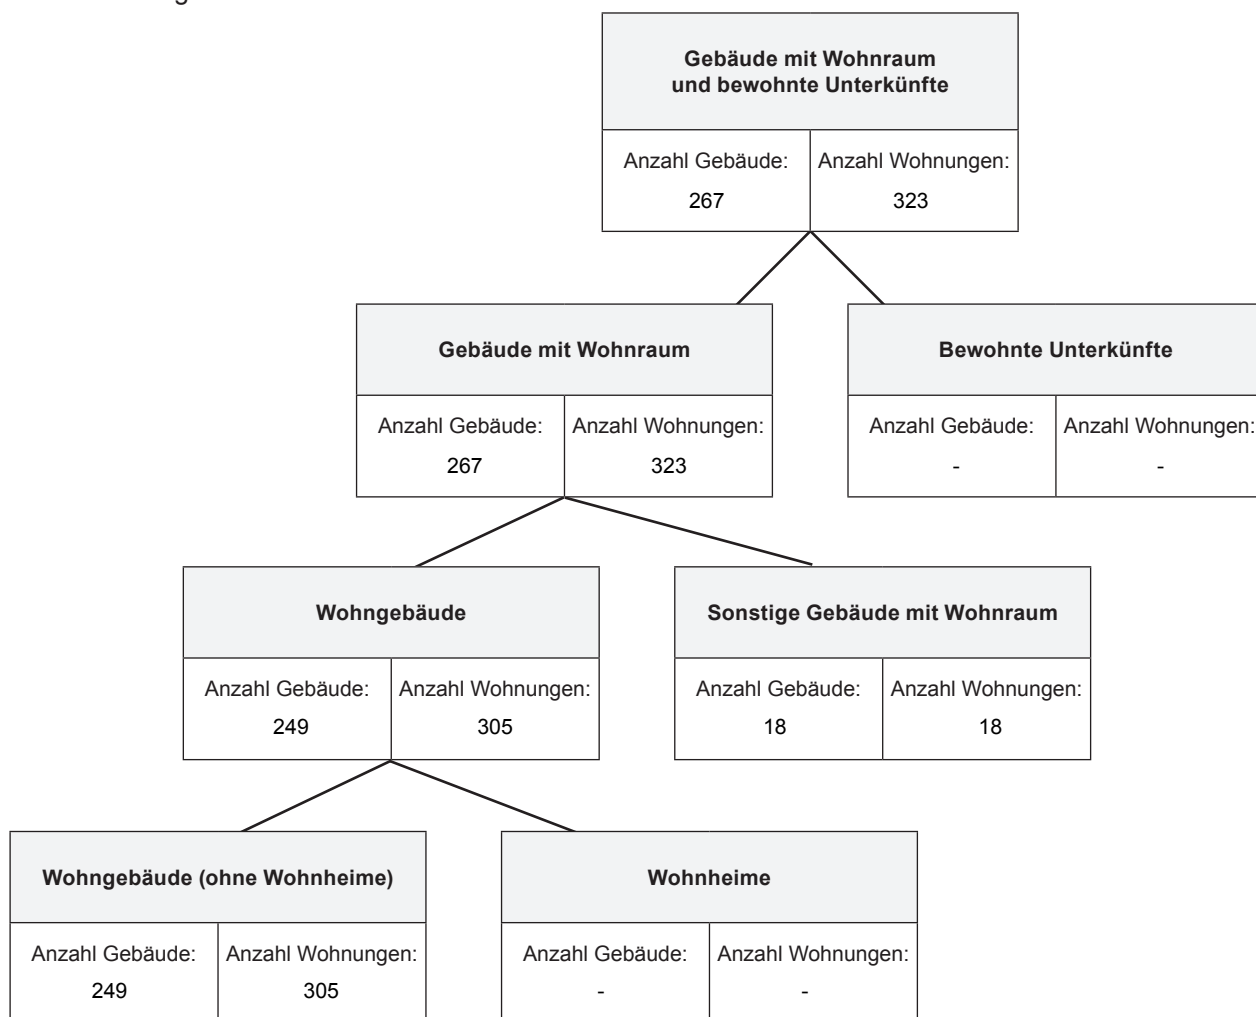 Gebäude mit Wohnraum
und bewohnte Unterkünfte
Anzahl Gebäude: Anzahl Wohnungen:
267 323
Gebäude mit Wohnraum
Anzahl Gebäude: Anzahl Wohnungen:
267 323
Bewohnte Unterkünfte
Anzahl Gebäude: Anzahl Wohnungen:
- -
Wohngebäude
Anzahl Gebäude: Anzahl Wohnungen:
249 305
Sonstige Gebäude mit Wohnraum
Anzahl Gebäude: Anzahl Wohnungen:
18 18
Wohngebäude (ohne Wohnheime)
Anzahl Gebäude: Anzahl Wohnungen:
249 305
Wohnheime
Anzahl Gebäude: Anzahl Wohnungen:
- -